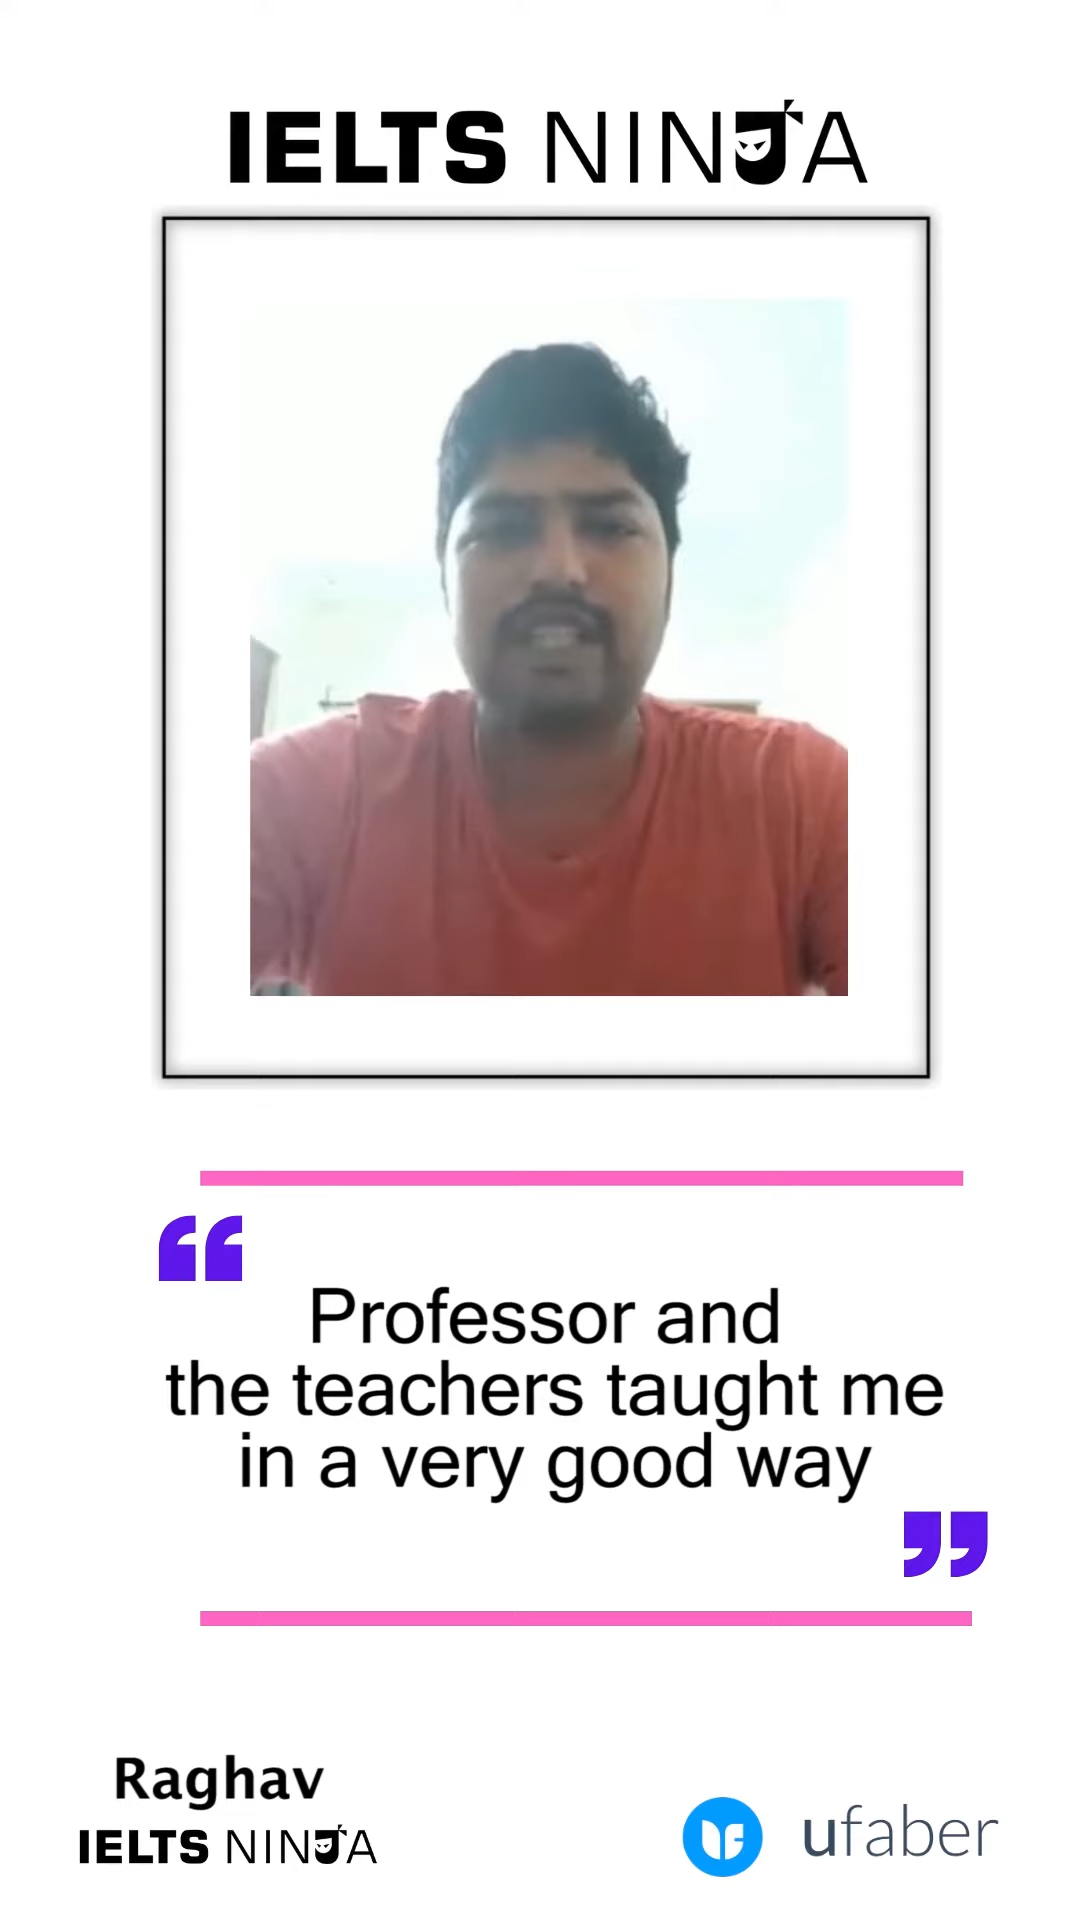 IELTS NINJA
“
Professor and
the teachers taught me
in a very good way
”
Raghav
IELTS NINJA
ufaber